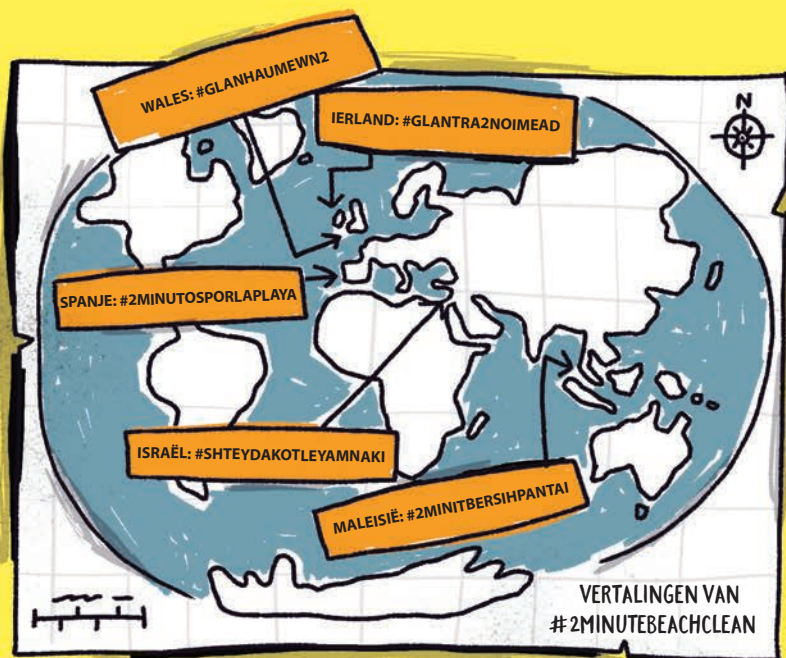 WALES: #GLANHAUMEWN2
IERLAND: #GLANTRA2NOIMEAD
N
SPANJE: #2MINUTOSPORLAPLAYA
ISRAËL: #SHTEYDAKOTLEYAMNAKI
MALEISIË: #2MINITBERSIHPANTAI
VERTALINGEN VAN
#2MINUTEBEACHCLEAN